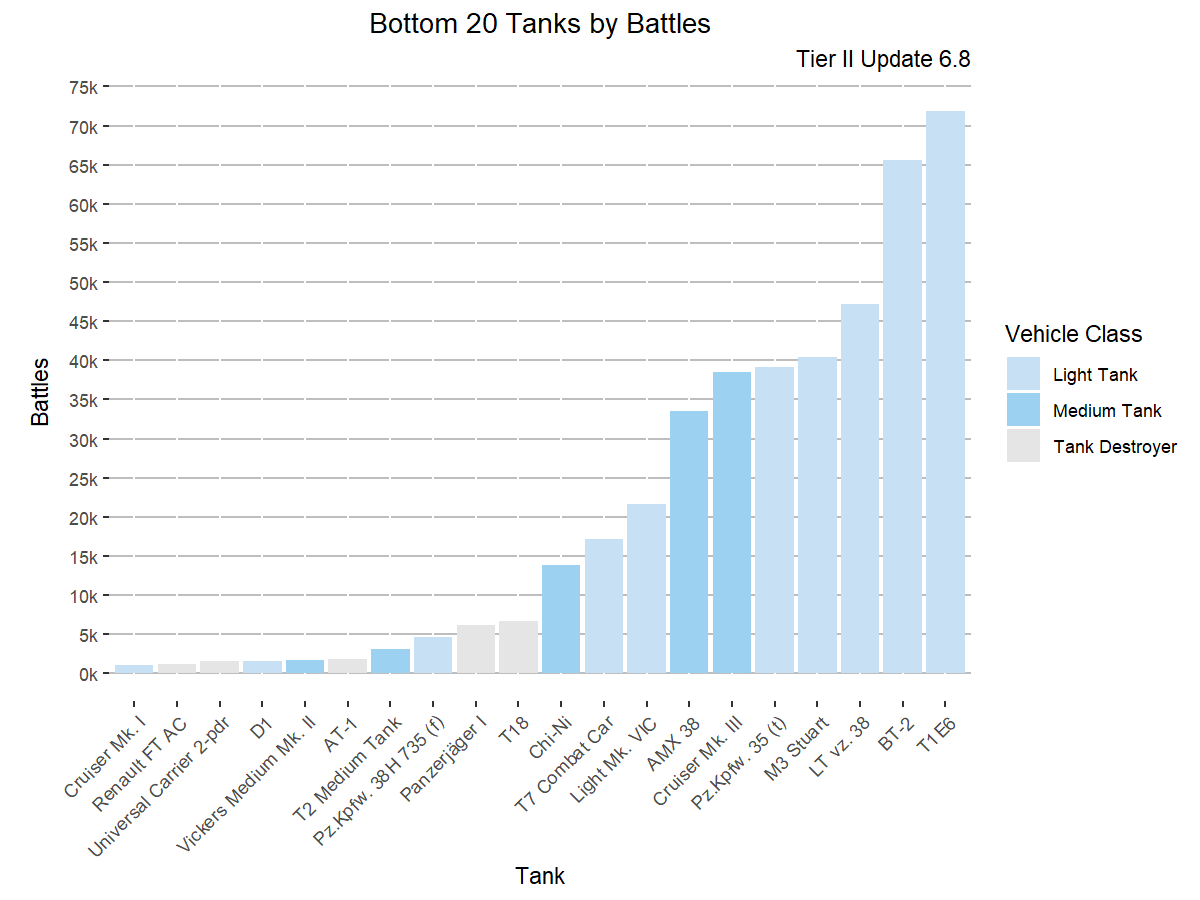 Bottom 20 Tanks by Battles
Tier II Update 6.8
75k
70k
65k
60k
55k
50k
45k
40k
35k
30k
25k
20k
15k
10k
5k
0k
Battles
Cruiser Mk. I
Renault FT AC
Universal Carrier 2-pdr
D1
Vickers Medium Mk. II
AT-1
T2 Medium Tank
Pz.Kpfw. 38H 735 (f)
Panzerjäger I
T18
Chi-Ni
T7 Combat Car
Light Mk. VIC
AMX 38
Cruiser Mk. III
Pz.Kpfw. 35 (t)
M3 Stuart
LT vz. 38
BT-2
T1E6
Tank
Vehicle Class
Light Tank
Medium Tank
Tank Destroyer